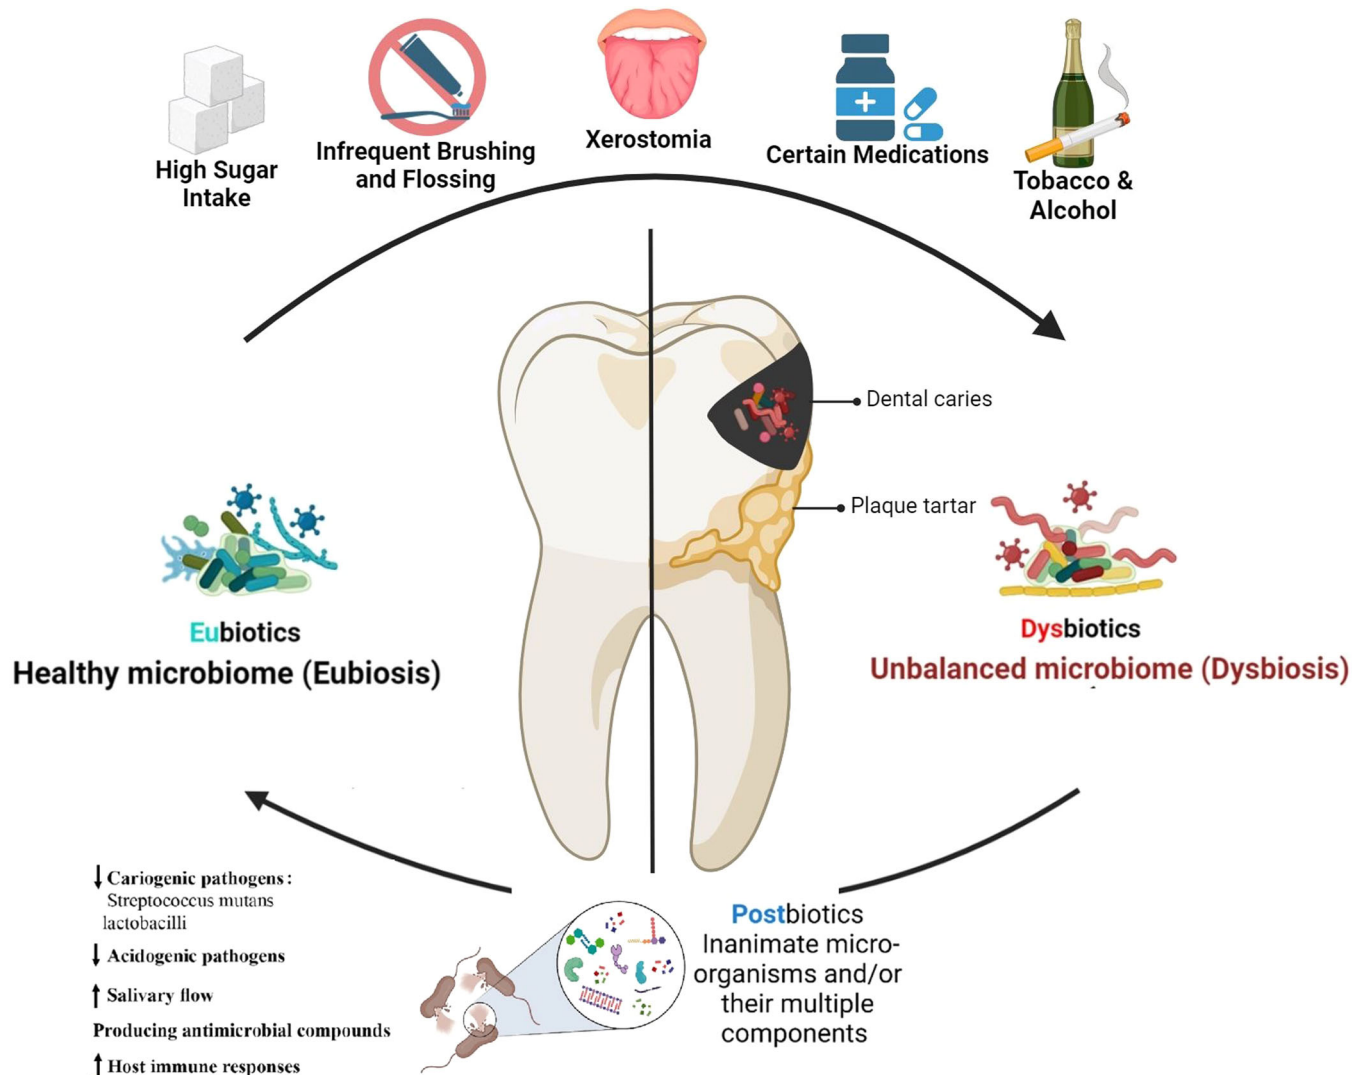 High Sugar
Intake
Infrequent Brushing
and Flossing
Xerostomia
Certain Medications
Tobacco &
Alcohol
Dental caries
Plaque tartar
Eubiotics
Healthy microbiome (Eubiosis)
Dysbiotics
Unbalanced microbiome (Dysbiosis)
↓ Cariogenic pathogens:
Streptococcus mutans
lactobacilli
↓ Acidogenic pathogens
↑ Salivary flow
Producing antimicrobial compounds
↑ Host immune responses
Postbiotics
Inanimate micro-
organisms and/or
their multiple
components